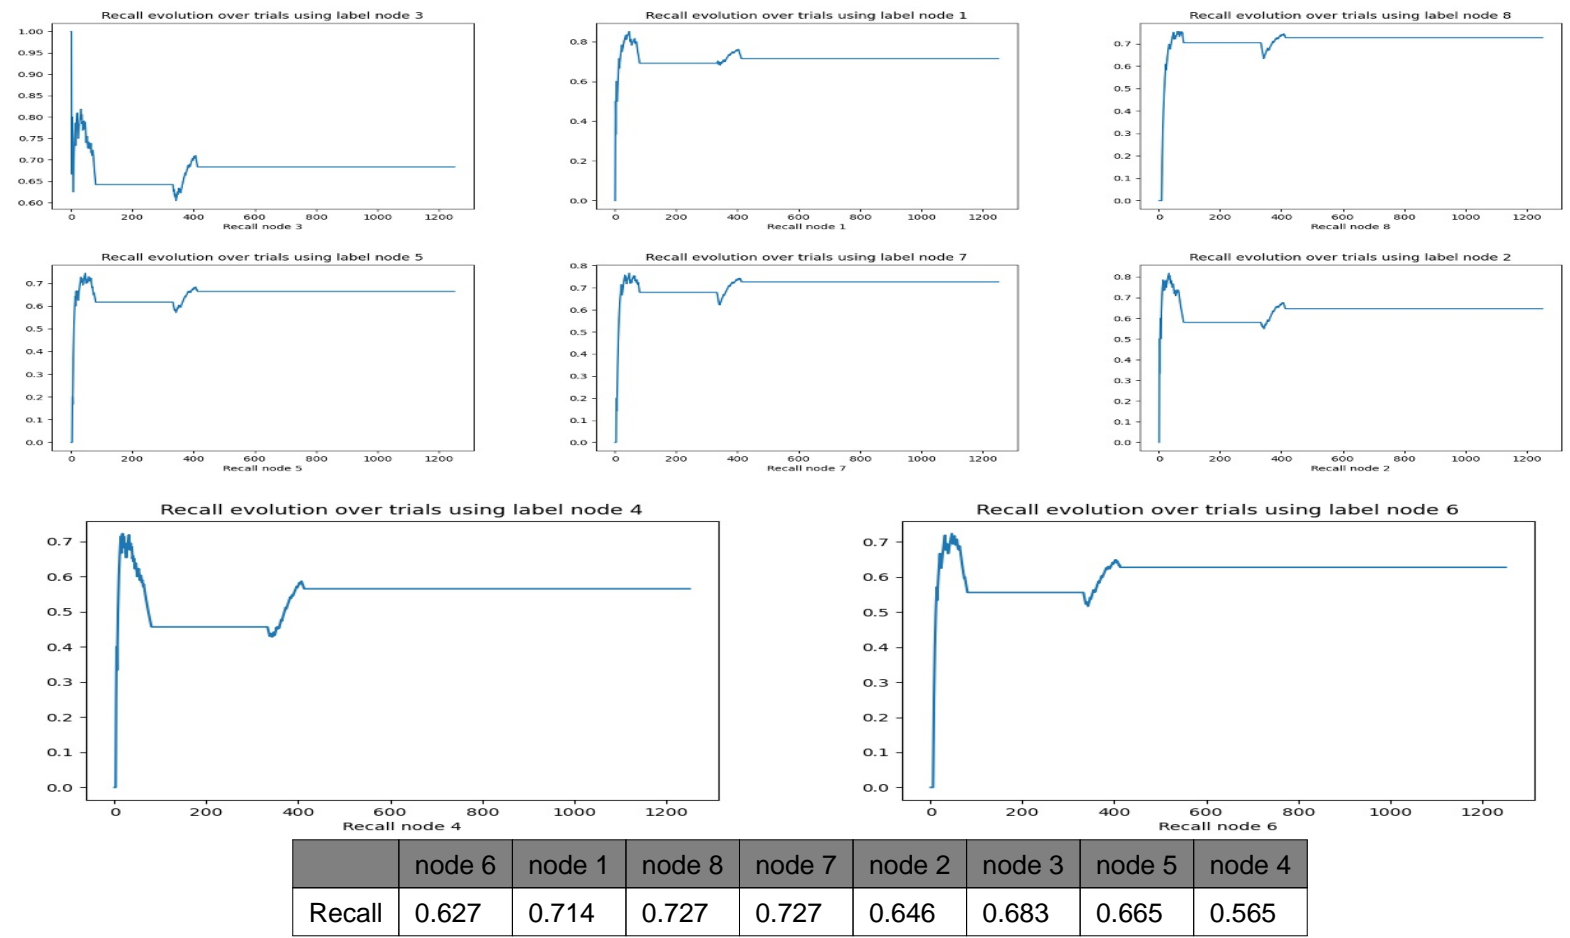 Recall evolution over trials using label node 3
1.00
0.95
0.90
0.85
0.80
0.75
0.70
0.65
0.60
0 200 400 600 800 1000 1200
Recall node 3
Recall evolution over trials using label node 1
0.8
0.6
0.4
0.2
0.0
0 200 400 600 800 1000 1200
Recall node 1
Recall evolution over trials using label node 8
0.7
0.6
0.5
0.4
0.3
0.2
0.1
0.0
0 200 400 600 800 1000 1200
Recall node 8
Recall evolution over trials using label node 5
0.7
0.6
0.5
0.4
0.3
0.2
0.1
0.0
0 200 400 600 800 1000 1200
Recall node 5
Recall evolution over trials using label node 7
0.8
0.7
0.6
0.5
0.4
0.3
0.2
0.1
0.0
0 200 400 600 800 1000 1200
Recall node 7
Recall evolution over trials using label node 2
0.8
0.7
0.6
0.5
0.4
0.3
0.2
0.1
0.0
0 200 400 600 800 1000 1200
Recall node 2
Recall evolution over trials using label node 4
0.7
0.6
0.5
0.4
0.3
0.2
0.1
0.0
0 200 400 600 800 1000 1200
Recall node 4
Recall evolution over trials using label node 6
0.7
0.6
0.5
0.4
0.3
0.2
0.1
0.0
0 200 400 600 800 1000 1200
Recall node 6
node 6 node 1 node 8 node 7 node 2 node 3 node 5 node 4
Recall 0.627 0.714 0.727 0.727 0.646 0.683 0.665 0.565